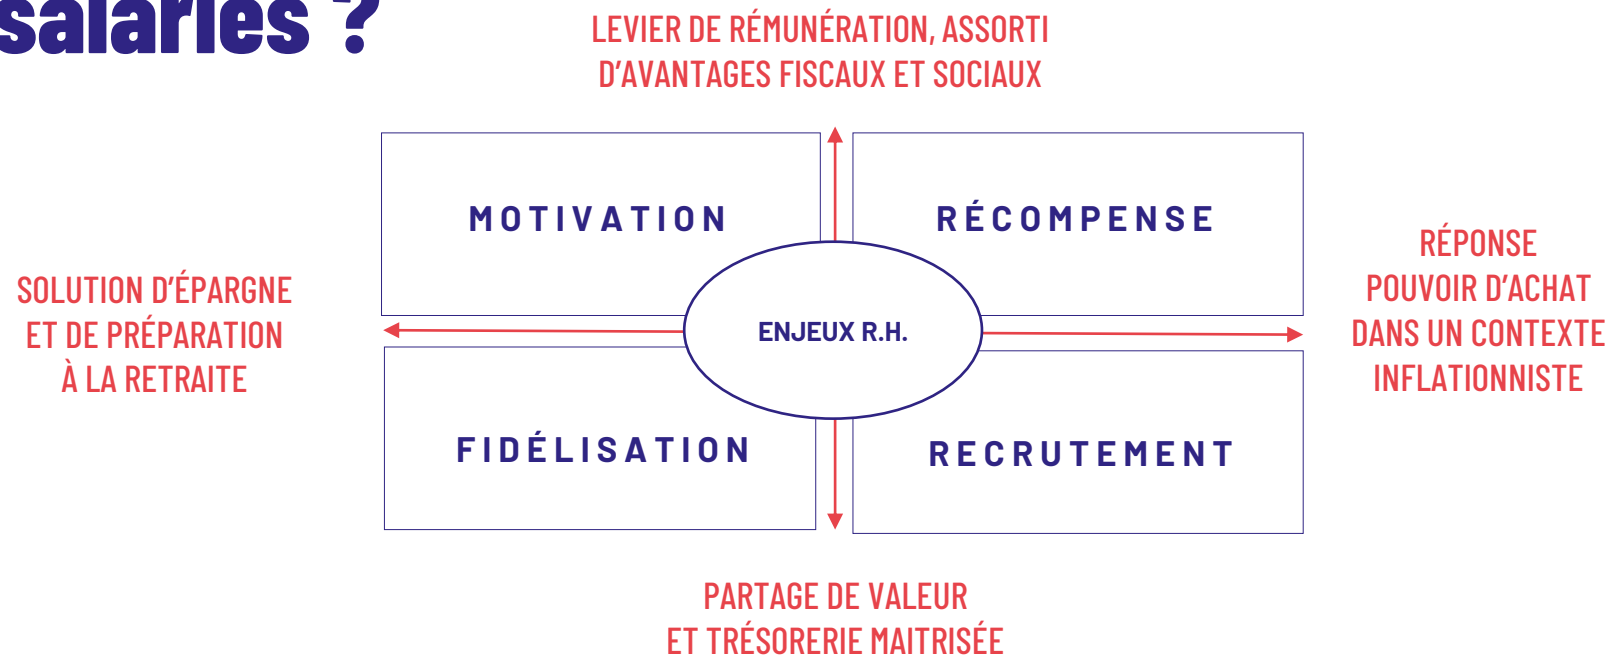 salariés ?
LEVIER DE RÉMUNÉRATION, ASSORTI
D'AVANTAGES FISCAUX ET SOCIAUX
MOTIVATION
RÉCOMPENSE
SOLUTION D'ÉPARGNE
ET DE PRÉPARATION
À LA RETRAITE
ENJEUX R.H.
RÉPONSE
POUVOIR D'ACHAT
DANS UN CONTEXTE
INFLATIONNISTE
FIDÉLISATION
RECRUTEMENT
PARTAGE DE VALEUR
ET TRÉSORERIE MAITRISÉE